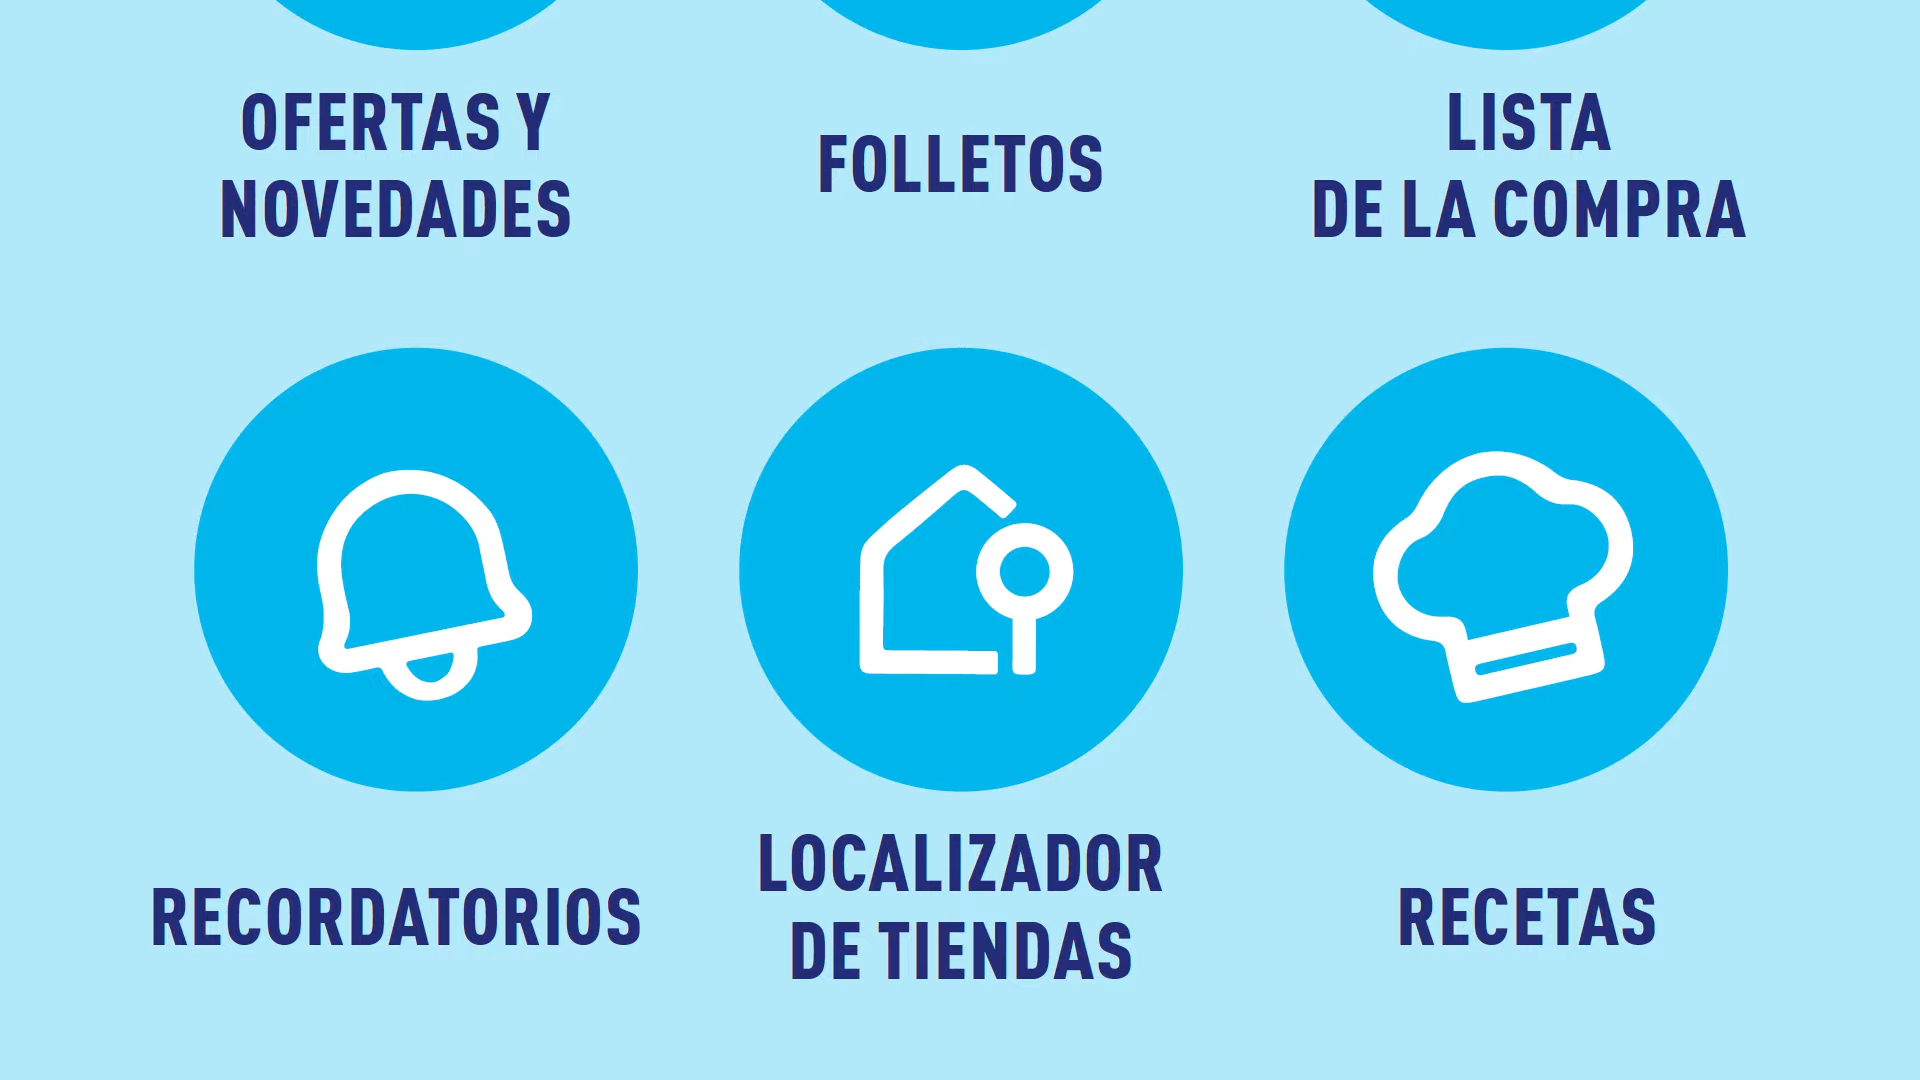 OFERTAS Y
NOVEDADES
FOLLETOS
LISTA
DE LA COMPRA
RECORDATORIOS
LOCALIZADOR
DE TIENDAS
RECETAS